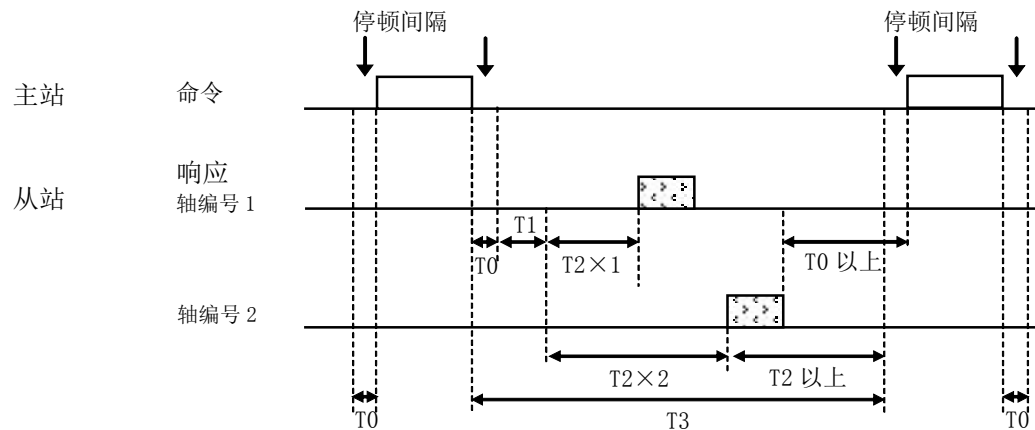 停顿间隔 停顿间隔
主站 命令
响应
从站 轴编号1
T1
T0 T2×1 T0 以上
轴编号2
T2×2 T2 以上
T0 T3 T0